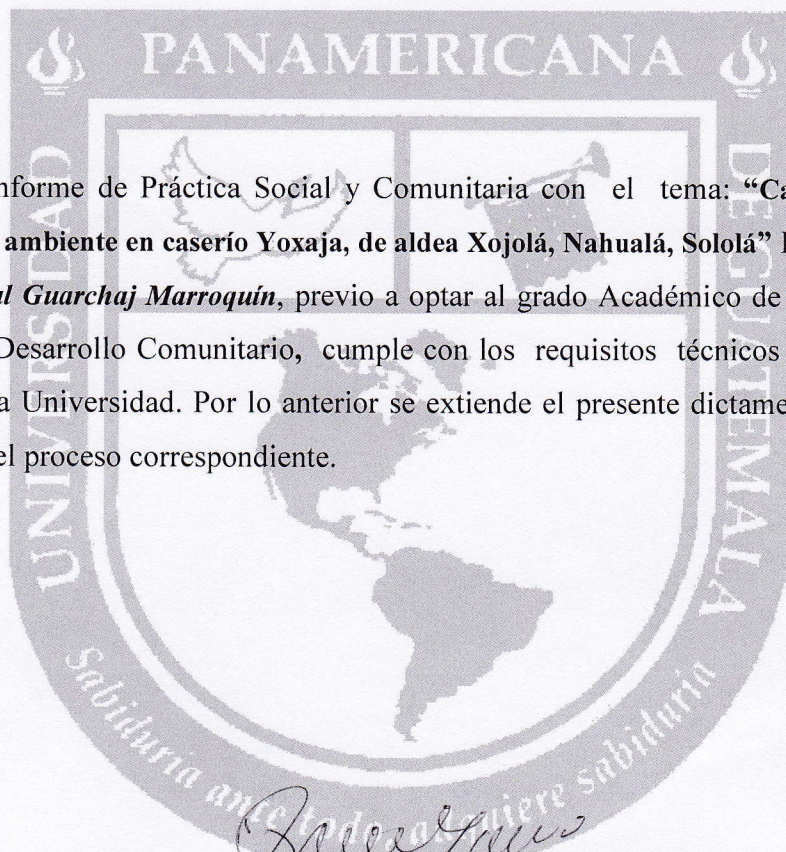 PANAMERICANA
UNIVERSIDAD
DE GUATEMALA
nforme de Práctica Social y Comunitaria con el tema: “Ca
ambiente en caserío Yoxaja, de aldea Xojolá, Nahualá, Sololá”
al Guarchaj Marroquín, previo a optar al grado Académico de
Desarrollo Comunitario, cumple con los requisitos técnicos
a Universidad. Por lo anterior se extiende el presente dictame
el proceso correspondiente.
Sabiduría ante todo, adquiere sabiduría